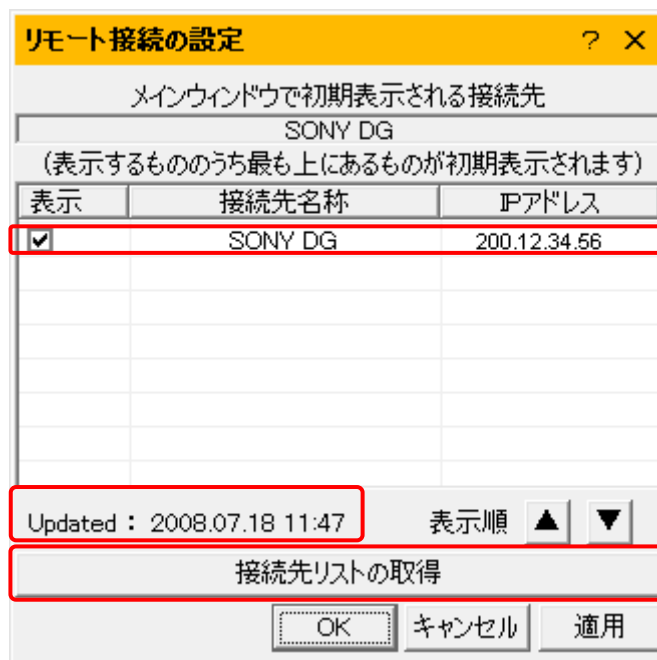 リモート接続の設定 ? ×
メインウィンドウで初期表示される接続先
SONY DG
（表示するもののうち最も上にあるものが初期表示されます）
表示 接続先名称 IPアドレス
SONY DG 200.12.34.56
Updated： 2008.07.18 11:47 表示順 ▲ ▼
接続先リストの取得
OK キャンセル 適用